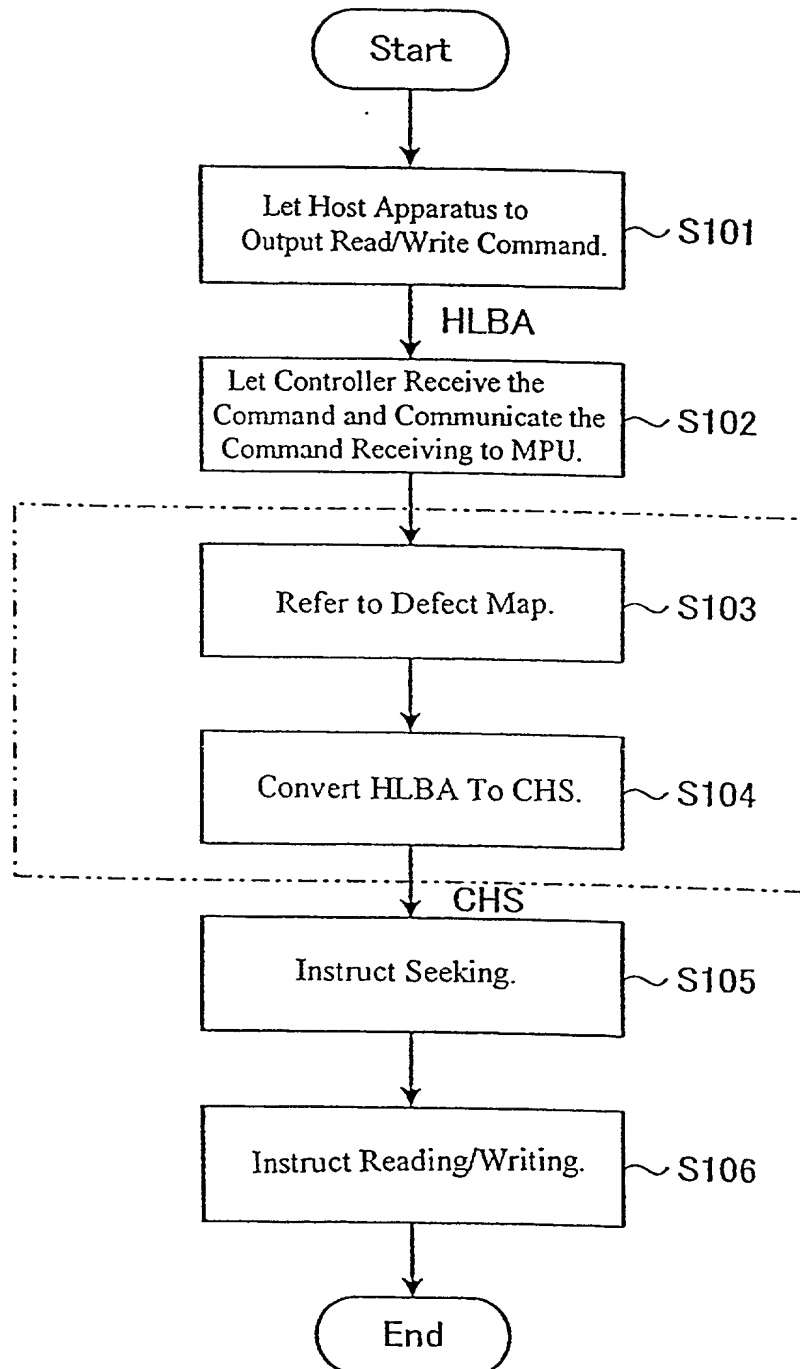 Start
Let Host Apparatus to
Output Read/Write Command.
S101
HLBA
Let Controller Receive the
Command and Communicate the
Command Receiving to MPU.
S102
Refer to Defect Map.
S103
Convert HLBA To CHS.
S104
CHS
Instruct Seeking.
S105
Instruct Reading/Writing.
S106
End